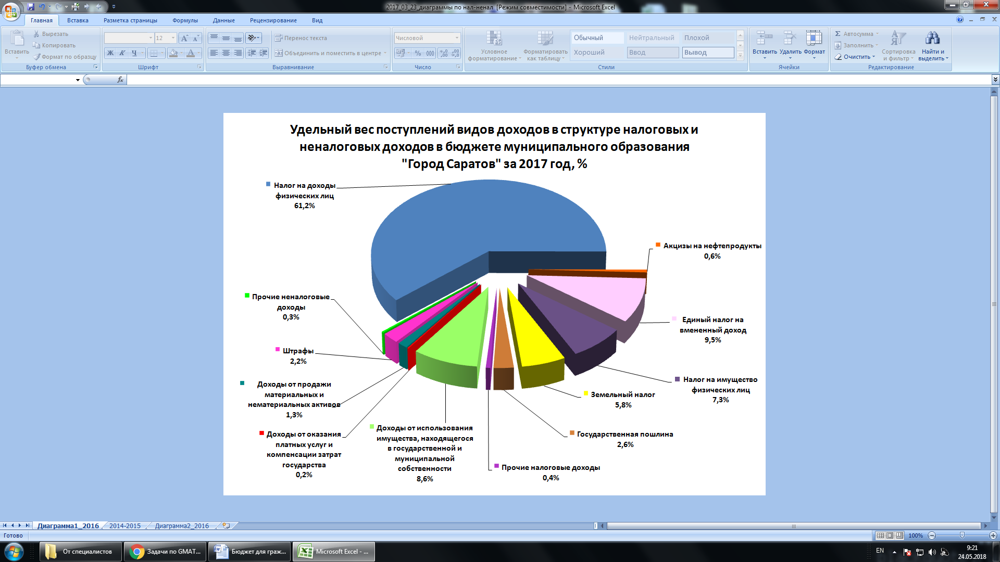 2017_03_23_диаграммы по нал-ненал [Режим совместимости] - Microsoft Excel
Главная Вставка Разметка страницы Формулы Данные Рецензирование Вид
Вставить
Вырезать
Копировать
Формат по образцу
Буфер обмена
12
Ж К Ч
А
Шрифт
Перенос текста
Объединить и поместить в центре
Выравнивание
Числовой
% 000
Число
Условное форматирование
Форматировать как таблицу
Обычный Нейтральный Плохой
Хороший Ввод Вывод
Стили
Вставить Удалить Формат
Ячейки
Σ Автосумма
Заполнить
Очистить
Сортировка и фильтр
Найти и выделить
Редактирование
fx
Удельный вес поступлений видов доходов в структуре налоговых и
неналоговых доходов в бюджете муниципального образования
"Город Саратов" за 2017 год, %
Налог на доходы
физических лиц
61,2%
Акцизы на нефтепродукты
0,6%
Единый налог на
вмененный доход
9,5%
Налог на имущество
физических лиц
7,3%
Земельный налог
5,8%
Государственная пошлина
2,6%
Прочие налоговые доходы
0,4%
Доходы от использования
имущества, находящегося
в государственной и
муниципальной
собственности
8,6%
Доходы от оказания
платных услуг и
компенсации затрат
государства
0,2%
Доходы от продажи
материальных и
нематериальных активов
1,3%
Штрафы
2,2%
Прочие неналоговые
доходы
0,3%
Диаграмма1_2016 2014-2015 Диаграмма2_2016
Готово
100%
От специалистов
Задачи по GMAT...
Бюджет для граж...
Microsoft Excel - ...
EN
9:21
24.05.2018